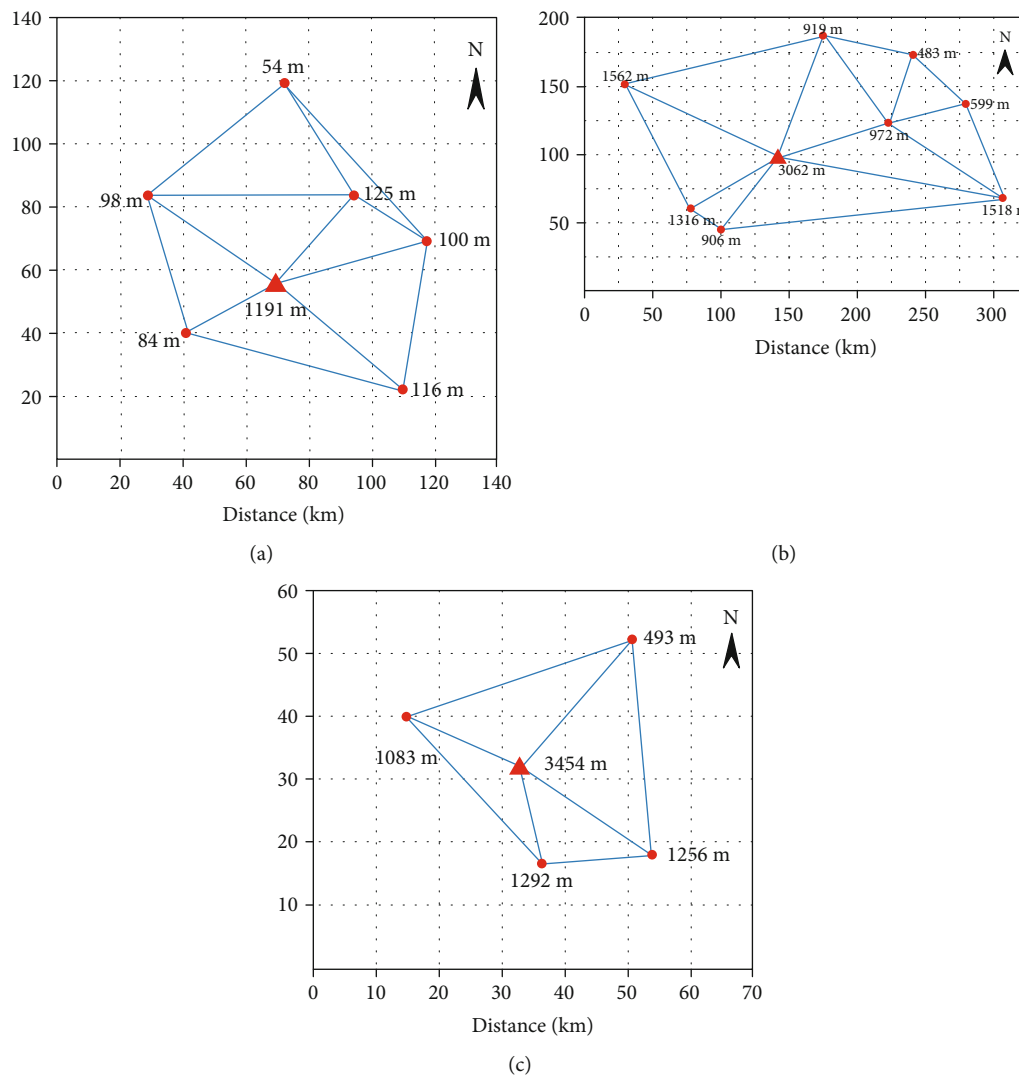 140
120
100
80
60
40
20
0
20
40
60
80
100
120
140
N
54 m
98 m
125 m
100 m
1191 m
84 m
116 m
Distance (km)
(a)
200
150
100
50
0
50
100
150
200
250
300
N
919 m
483 m
1562 m
599 m
972 m
3062 m
1316 m
906 m
1518 m
Distance (km)
(b)
60
50
40
30
20
10
0
10
20
30
40
50
60
70
N
493 m
1083 m
3454 m
1256 m
1292 m
Distance (km)
(c)